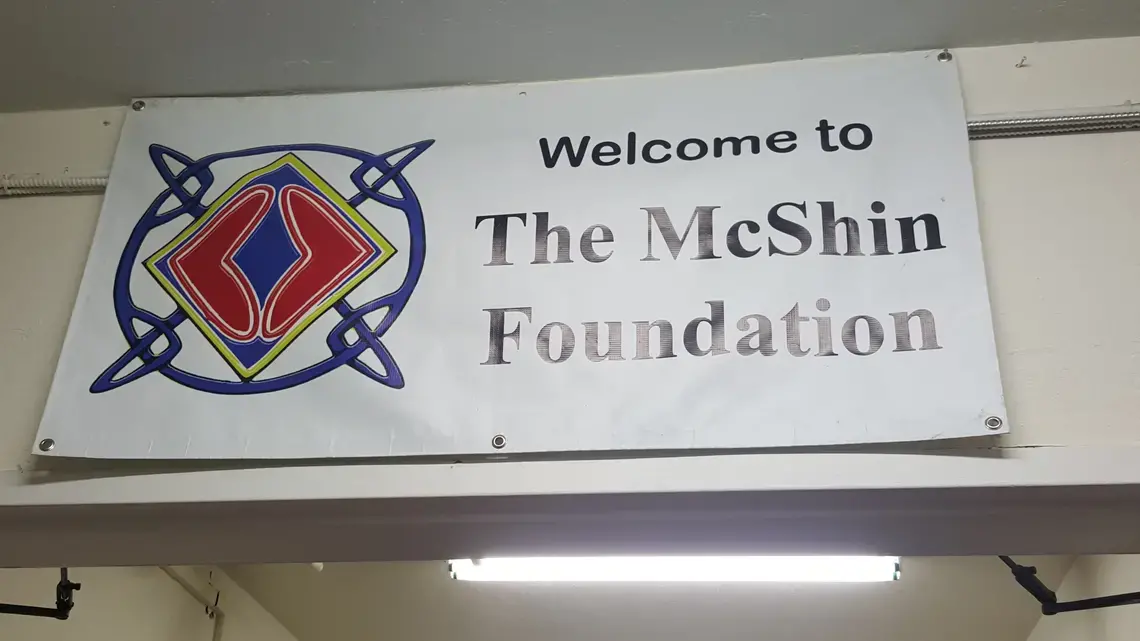 Welcome to
The McShin
Foundation